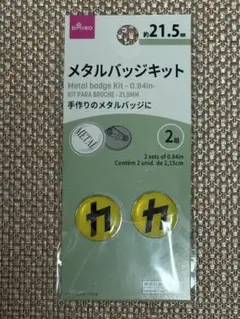 DAISO
約21.5㎜
メタルバッジキット
Metal badge Kit - 0.84in-
KIT PARA BROCHE - 21,5MM
手作りのメタルバッジに
METAL
2組
2 sets of 0.84in
Contém 2 unid. de 2,15cm
カ カ